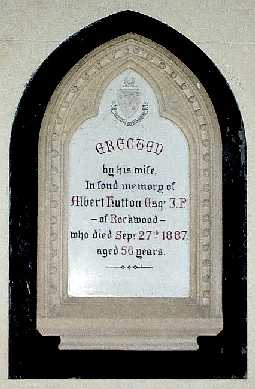 ERECTED
by his wife.
In fond memory of
Albert Hutton Esqr J.P
– of Rockwood –
who died Sepr 27th 1887.
aged 56 years.